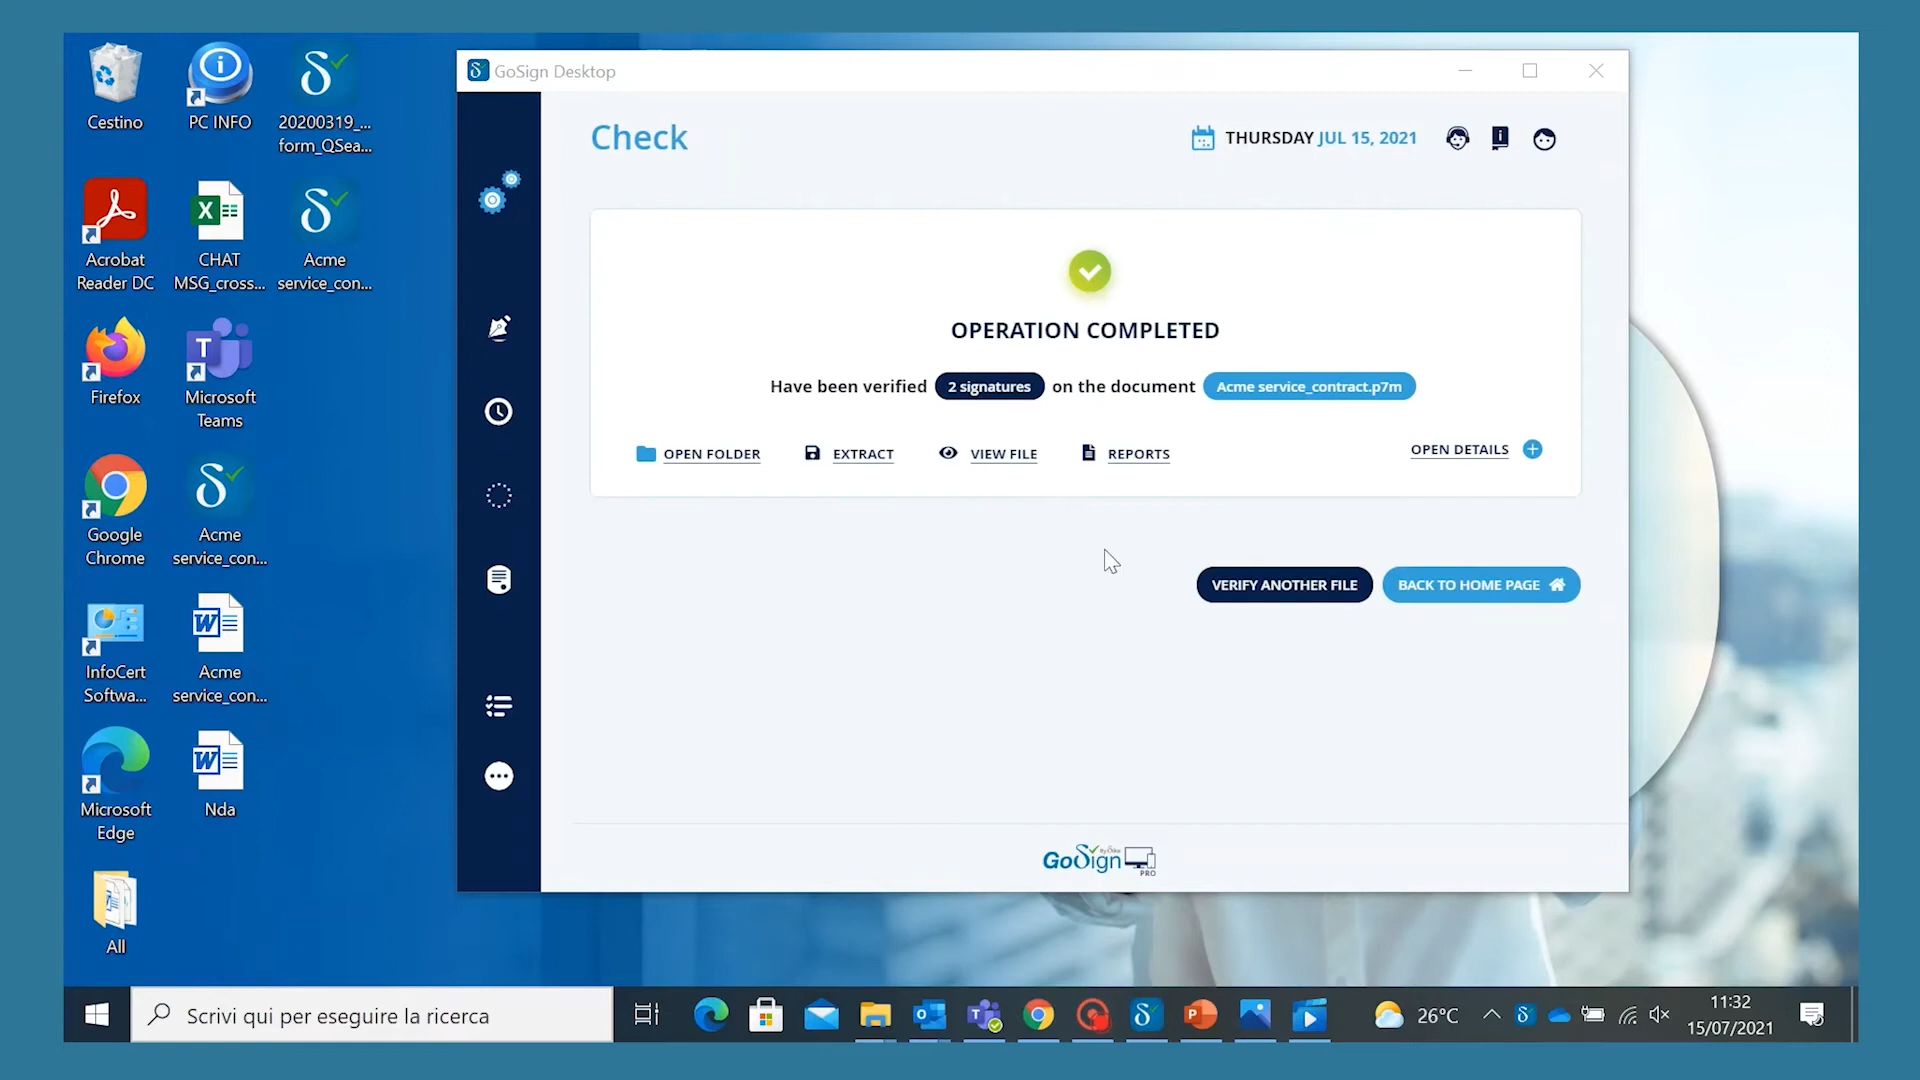 Cestino
PC INFO
20200319_...
form_QSea...
Acrobat
Reader DC
CHAT
MSG_cross...
Acme
service_con...
Firefox
Microsoft
Teams
Google
Chrome
Acme
service_con...
InfoCert
Softwa...
Acme
service_con...
Microsoft
Edge
Nda
All
GoSign Desktop
Check
THURSDAY JUL 15, 2021
OPERATION COMPLETED
Have been verified 2 signatures on the document Acme service_contract.p7m
OPEN FOLDER
EXTRACT
VIEW FILE
REPORTS
OPEN DETAILS
VERIFY ANOTHER FILE
BACK TO HOME PAGE
GoSign
PRO
Scrivi qui per eseguire la ricerca
26°C
11:32
15/07/2021